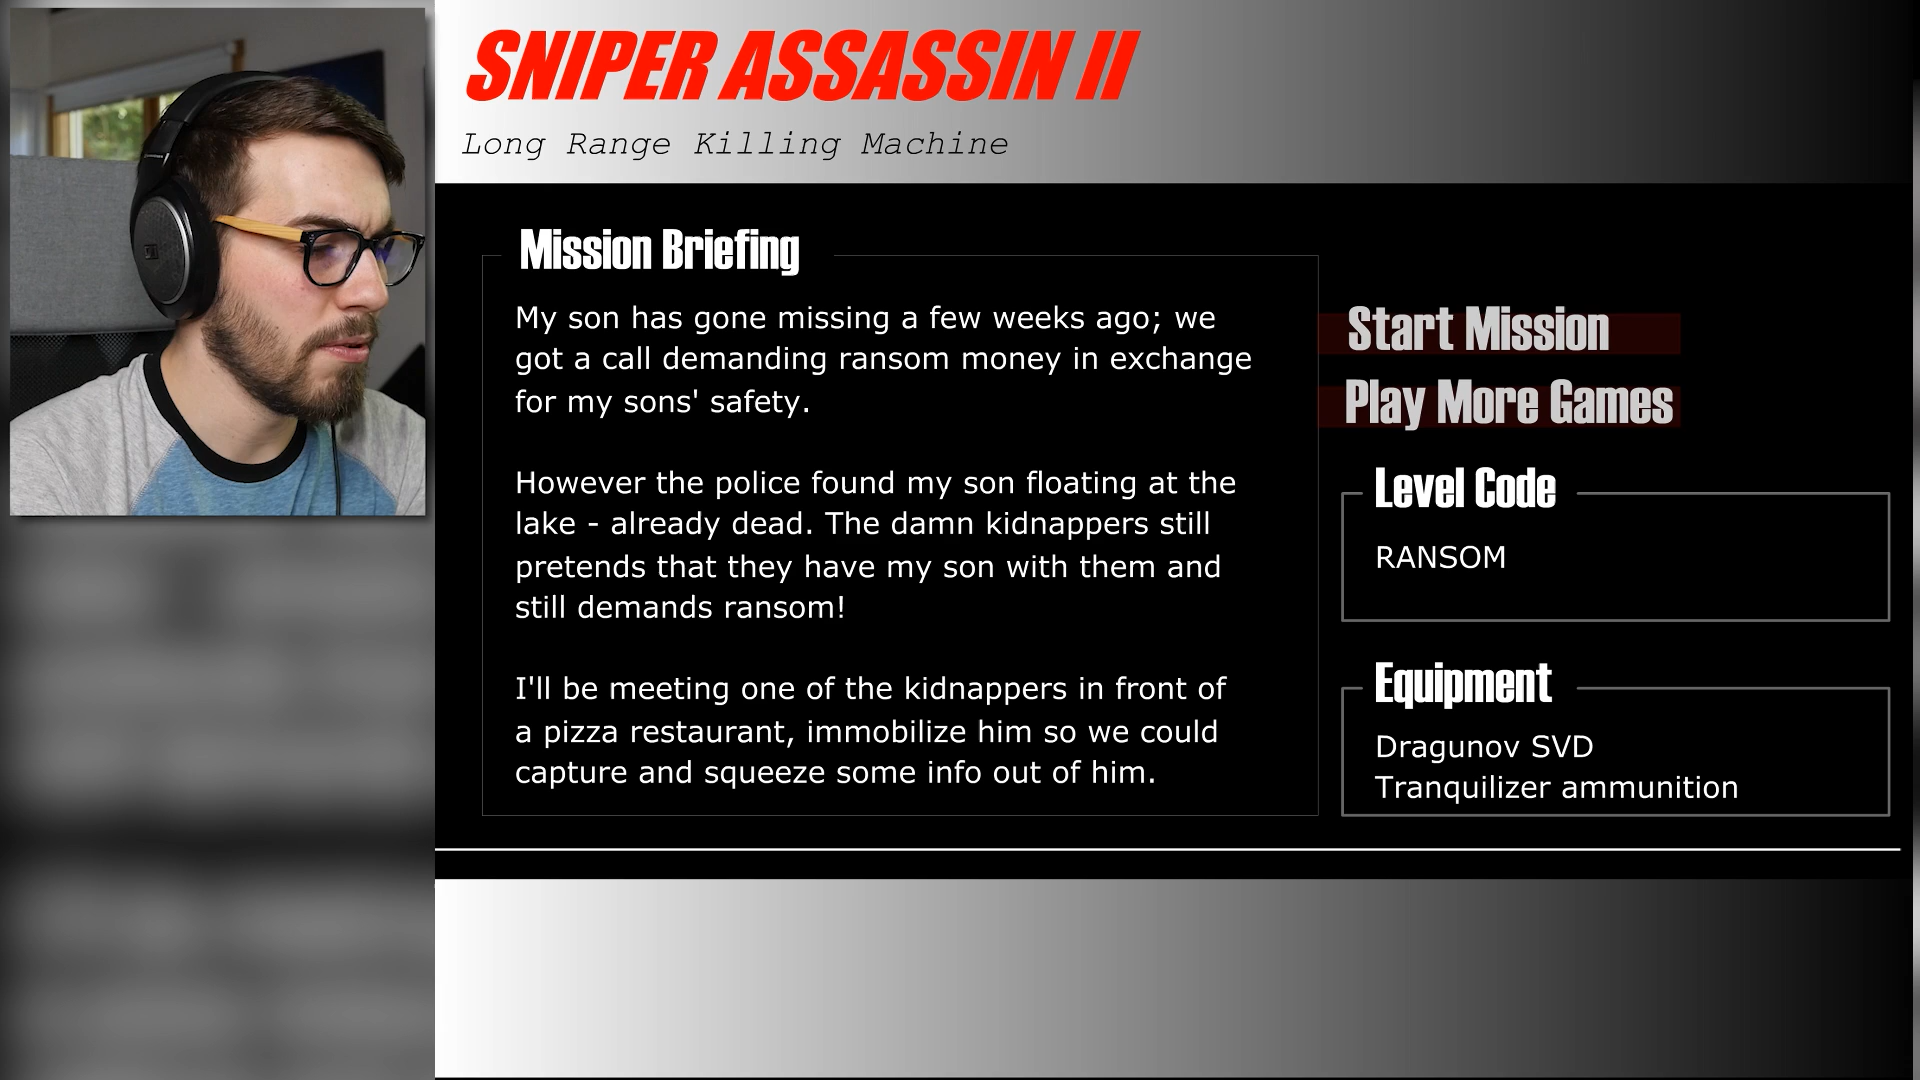 SNIPER ASSASSIN II
Long Range Killing Machine
Mission Briefing
My son has gone missing a few weeks ago; we
got a call demanding ransom money in exchange
for my sons' safety.
However the police found my son floating at the
lake - already dead. The damn kidnappers still
pretends that they have my son with them and
still demands ransom!
I'll be meeting one of the kidnappers in front of
a pizza restaurant, immobilize him so we could
capture and squeeze some info out of him.
Start Mission
Play More Games
Level Code
RANSOM
Equipment
Dragunov SVD
Tranquilizer ammunition